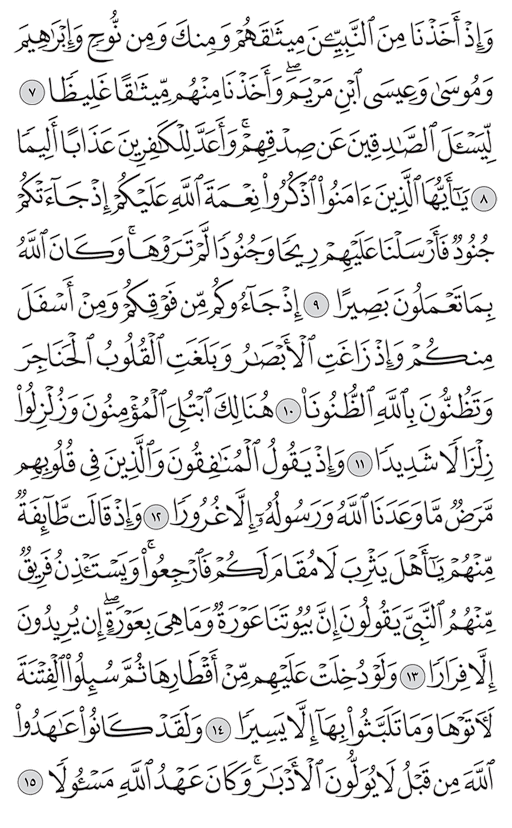 وَإِذۡ أَخَذۡنَا مِنَ ٱلنَّبِيِّـۧنَ مِيثَٰقَهُمۡ وَمِنكَ وَمِن نُّوحٖ وَإِبۡرَٰهِيمَ
وَمُوسَىٰ وَعِيسَى ٱبۡنِ مَرۡيَمَۖ وَأَخَذۡنَا مِنۡهُم مِّيثَٰقًا غَلِيظٗا ٧
لِّيَسۡـَٔلَ ٱلصَّٰدِقِينَ عَن صِدۡقِهِمۡۚ وَأَعَدَّ لِلۡكَٰفِرِينَ عَذَابًا أَلِيمٗا
٨ يَٰٓأَيُّهَا ٱلَّذِينَ ءَامَنُواْ ٱذۡكُرُواْ نِعۡمَةَ ٱللَّهِ عَلَيۡكُمۡ إِذۡ جَآءَتۡكُمۡ
جُنُودٞ فَأَرۡسَلۡنَا عَلَيۡهِمۡ رِيحٗا وَجُنُودٗا لَّمۡ تَرَوۡهَاۚ وَكَانَ ٱللَّهُ
بِمَا تَعۡمَلُونَ بَصِيرًا ٩ إِذۡ جَآءُوكُم مِّن فَوۡقِكُمۡ وَمِنۡ أَسۡفَلَ
مِنكُمۡ وَإِذۡ زَاغَتِ ٱلۡأَبۡصَٰرُ وَبَلَغَتِ ٱلۡقُلُوبُ ٱلۡحَنَاجِرَ
وَتَظُنُّونَ بِٱللَّهِ ٱلظُّنُونَا۠ ١٠ هُنَالِكَ ٱبۡتُلِيَ ٱلۡمُؤۡمِنُونَ وَزُلۡزِلُواْ
زِلۡزَالٗا شَدِيدٗا ١١ وَإِذۡ يَقُولُ ٱلۡمُنَٰفِقُونَ وَٱلَّذِينَ فِي قُلُوبِهِم
مَّرَضٞ مَّا وَعَدَنَا ٱللَّهُ وَرَسُولُهُۥٓ إِلَّا غُرُورٗا ١٢ وَإِذۡ قَالَت طَّآئِفَةٞ
مِّنۡهُمۡ يَٰٓأَهۡلَ يَثۡرِبَ لَا مُقَامَ لَكُمۡ فَٱرۡجِعُواْۚ وَيَسۡتَـٔۡذِنُ فَرِيقٞ
مِّنۡهُمُ ٱلنَّبِيَّ يَقُولُونَ إِنَّ بُيُوتَنَا عَوۡرَةٞ وَمَا هِيَ بِعَوۡرَةٍۖ إِن يُرِيدُونَ
إِلَّا فِرَارٗا ١٣ وَلَوۡ دُخِلَتۡ عَلَيۡهِم مِّنۡ أَقۡطَارِهَا ثُمَّ سُئِلُواْ ٱلۡفِتۡنَةَ
لَأٓتَوۡهَا وَمَا تَلَبَّثُواْ بِهَآ إِلَّا يَسِيرٗا ١٤ وَلَقَدۡ كَانُواْ عَٰهَدُواْ
ٱللَّهَ مِن قَبۡلُ لَا يُوَلُّونَ ٱلۡأَدۡبَٰرَۚ وَكَانَ عَهۡدُ ٱللَّهِ مَسۡـُٔولٗا ١٥